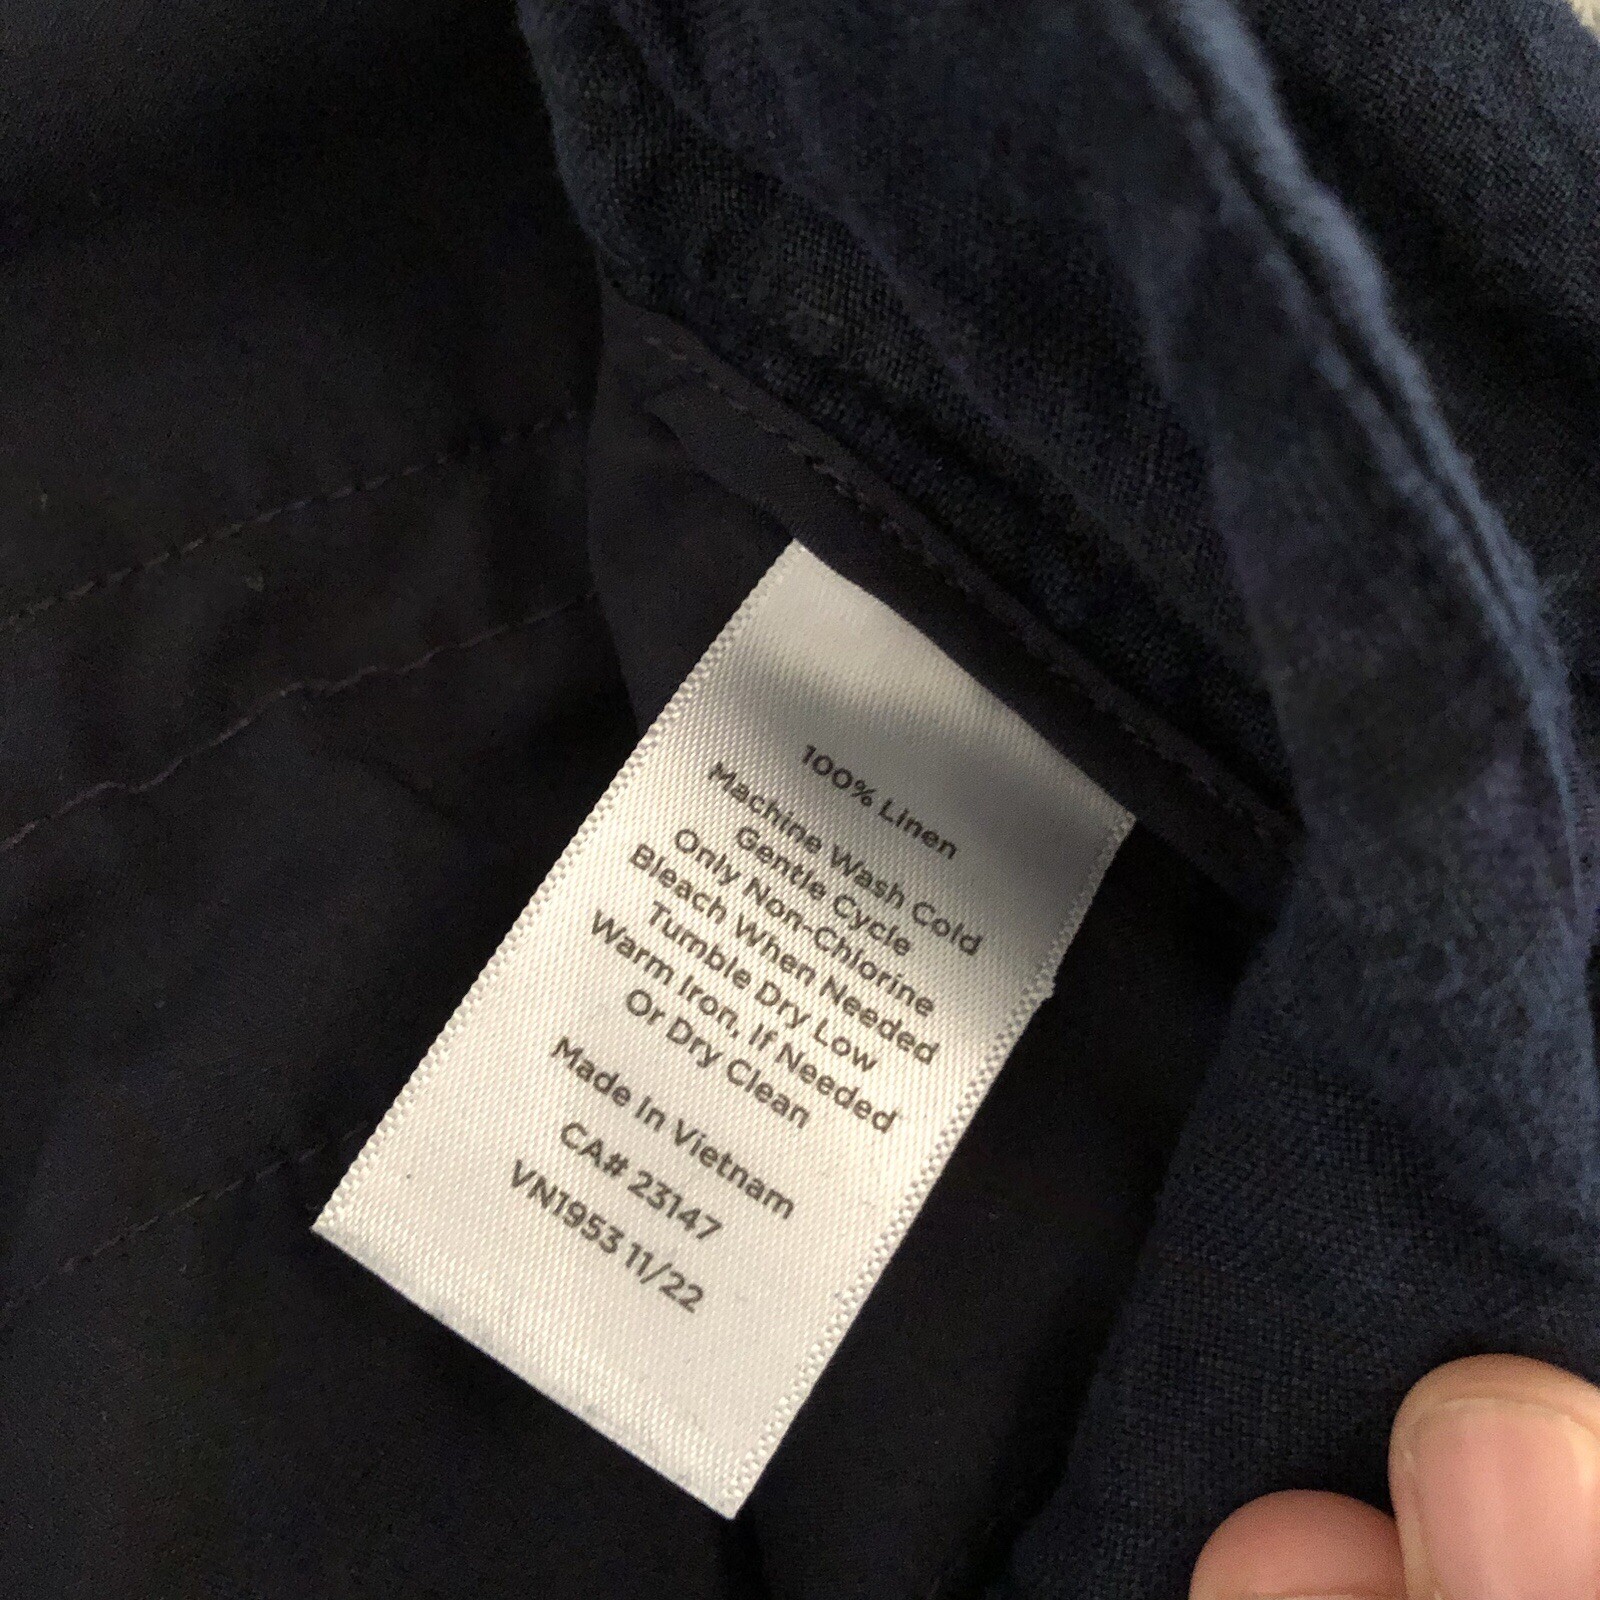 100% Linen
Machine Wash Cold
Gentle Cycle
Only Non-Chlorine
Bleach When Needed
Tumble Dry Low
Warm Iron, If Needed
Or Dry Clean
Made In Vietnam
CA# 23147
VN1953 11/22